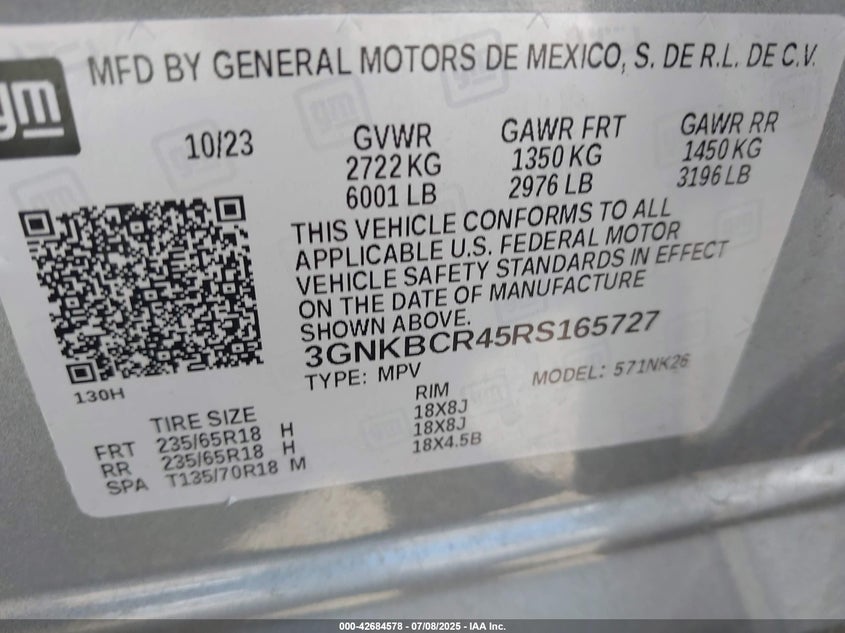 MFD BY GENERAL MOTORS DE MEXICO, S. DE R.L. DE C.V.
gm
10/23
GVWR
2722 KG
6001 LB
GAWR FRT
1350 KG
2976 LB
GAWR RR
1450 KG
3196 LB
THIS VEHICLE CONFORMS TO ALL
APPLICABLE U.S. FEDERAL MOTOR
VEHICLE SAFETY STANDARDS IN EFFECT
ON THE DATE OF MANUFACTURE
SHOWN ABOVE.
3GNKBCR45RS165727
TYPE: MPV
MODEL: 571NK26
130H
TIRE SIZE
RIM
FRT 235/65R18 H 18X8J
RR 235/65R18 H 18X8J
SPA T135/70R18 M 18X4.5B
000-42684578 - 07/08/2025 - IAA Inc.